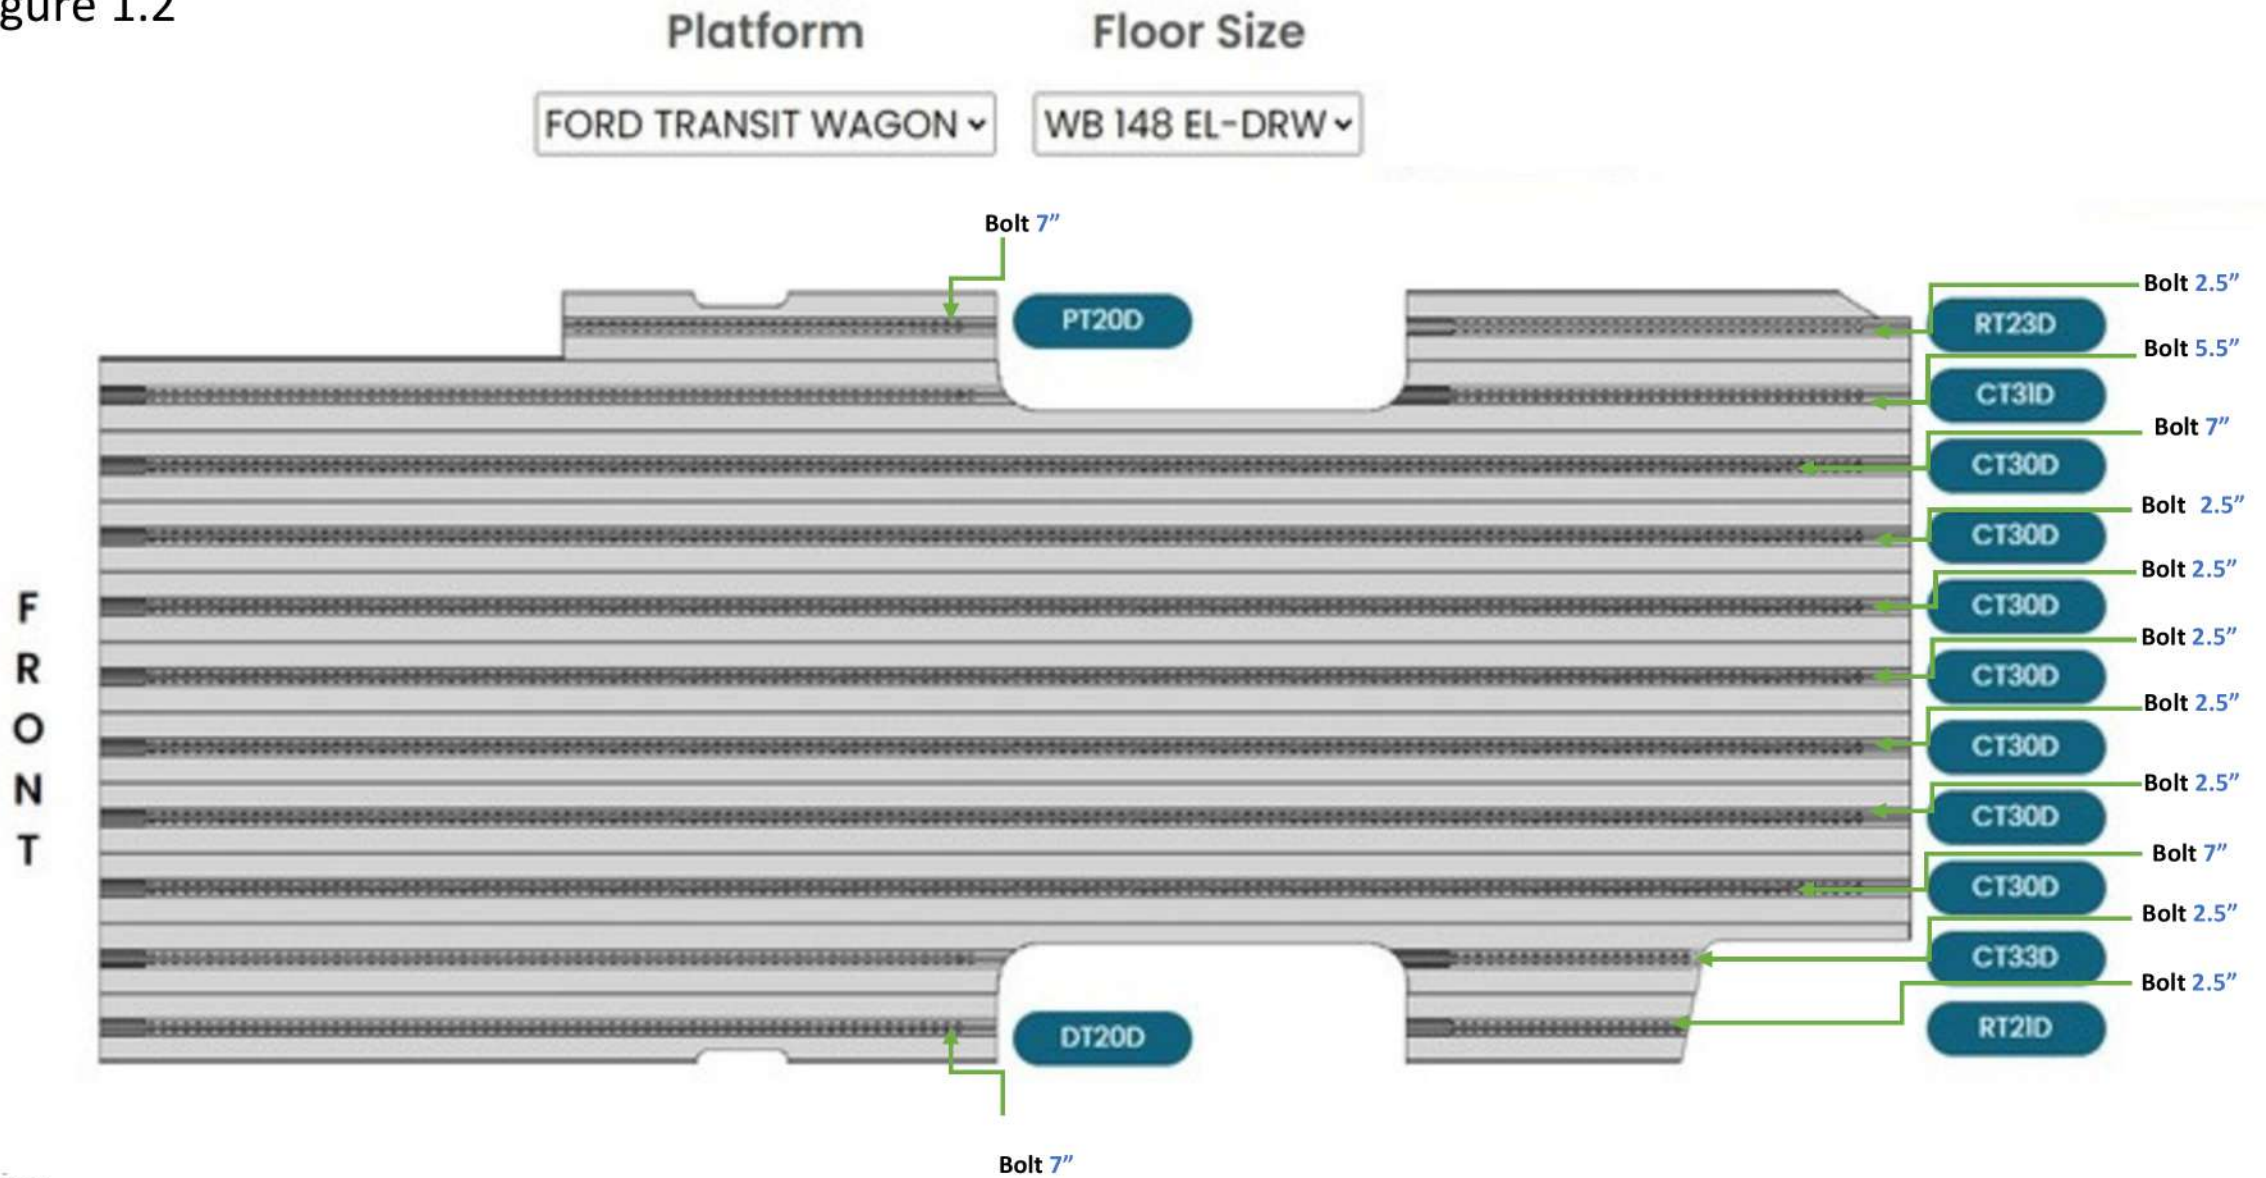 gure 1.2
Platform
Floor Size
FORD TRANSIT WAGON
WB 148 EL-DRW
Bolt 7”
PT20D
Bolt 2.5”
RT23D
Bolt 5.5”
CT31D
Bolt 7”
CT30D
Bolt 2.5”
CT30D
Bolt 2.5”
CT30D
Bolt 2.5”
CT30D
Bolt 2.5”
CT30D
Bolt 2.5”
CT30D
Bolt 7”
CT30D
Bolt 2.5”
CT33D
Bolt 2.5”
RT21D
DT20D
Bolt 7”
F
R
O
N
T